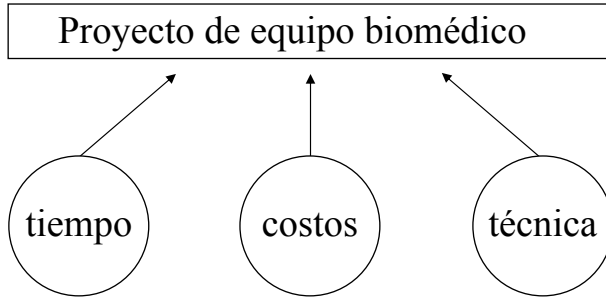 Proyecto de equipo biomédico
tiempo
costos
técnica